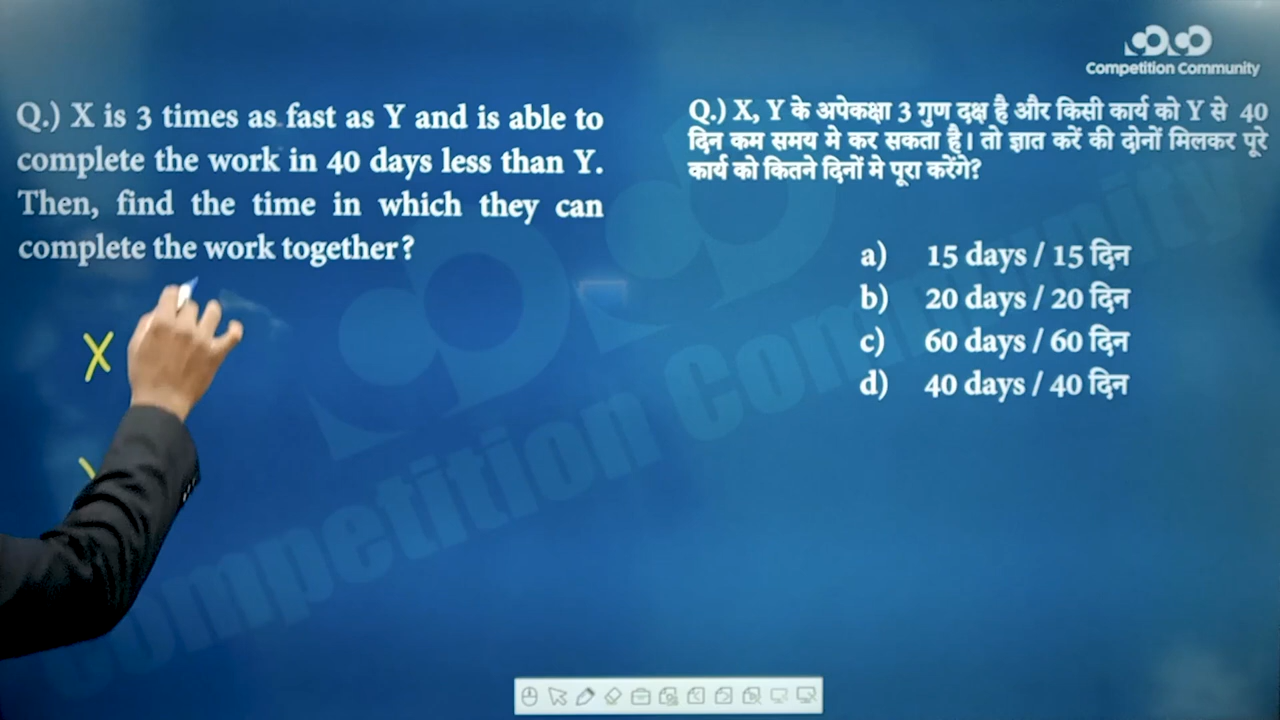 Competition Community
Q.) X is 3 times as fast as Y and is able to
complete the work in 40 days less than Y.
Then, find the time in which they can
complete the work together?
Q.) X, Y के अपेकक्षा 3 गुण दक्ष है और किसी कार्य को Y से 40
दिन कम समय मे कर सकता है। तो ज्ञात करें की दोनों मिलकर पूरे
कार्य को कितने दिनों मे पूरा करेंगे?
a) 15 days / 15 दिन
b) 20 days / 20 दिन
c) 60 days / 60 दिन
d) 40 days / 40 दिन
X
Competition Community